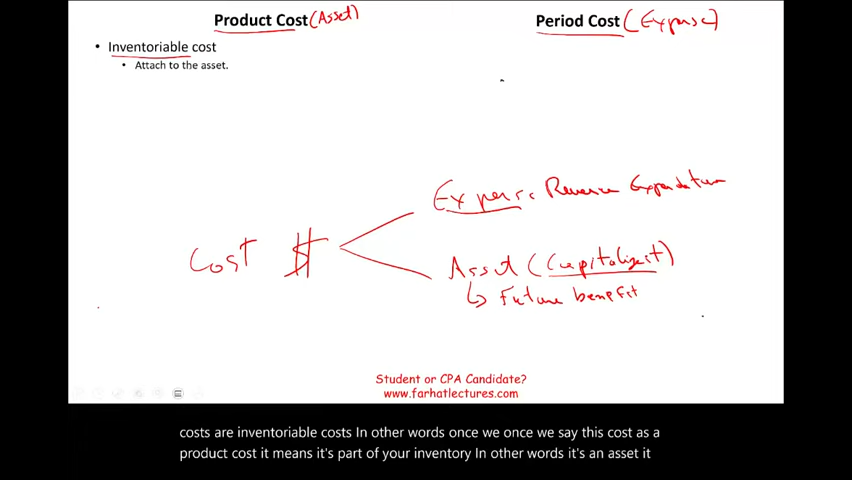 Product Cost (Asset)
Period Cost (Expense)
• Inventoriable cost
• Attach to the asset.
Expense: Revenue Expenditure
Cost $
Asset (Capitalized)
↳ Future benefit
Student or CPA Candidate?
www.farhatlectures.com
costs are inventoriable costs In other words once we once we say this cost as a
product cost it means it's part of your inventory In other words it's an asset it